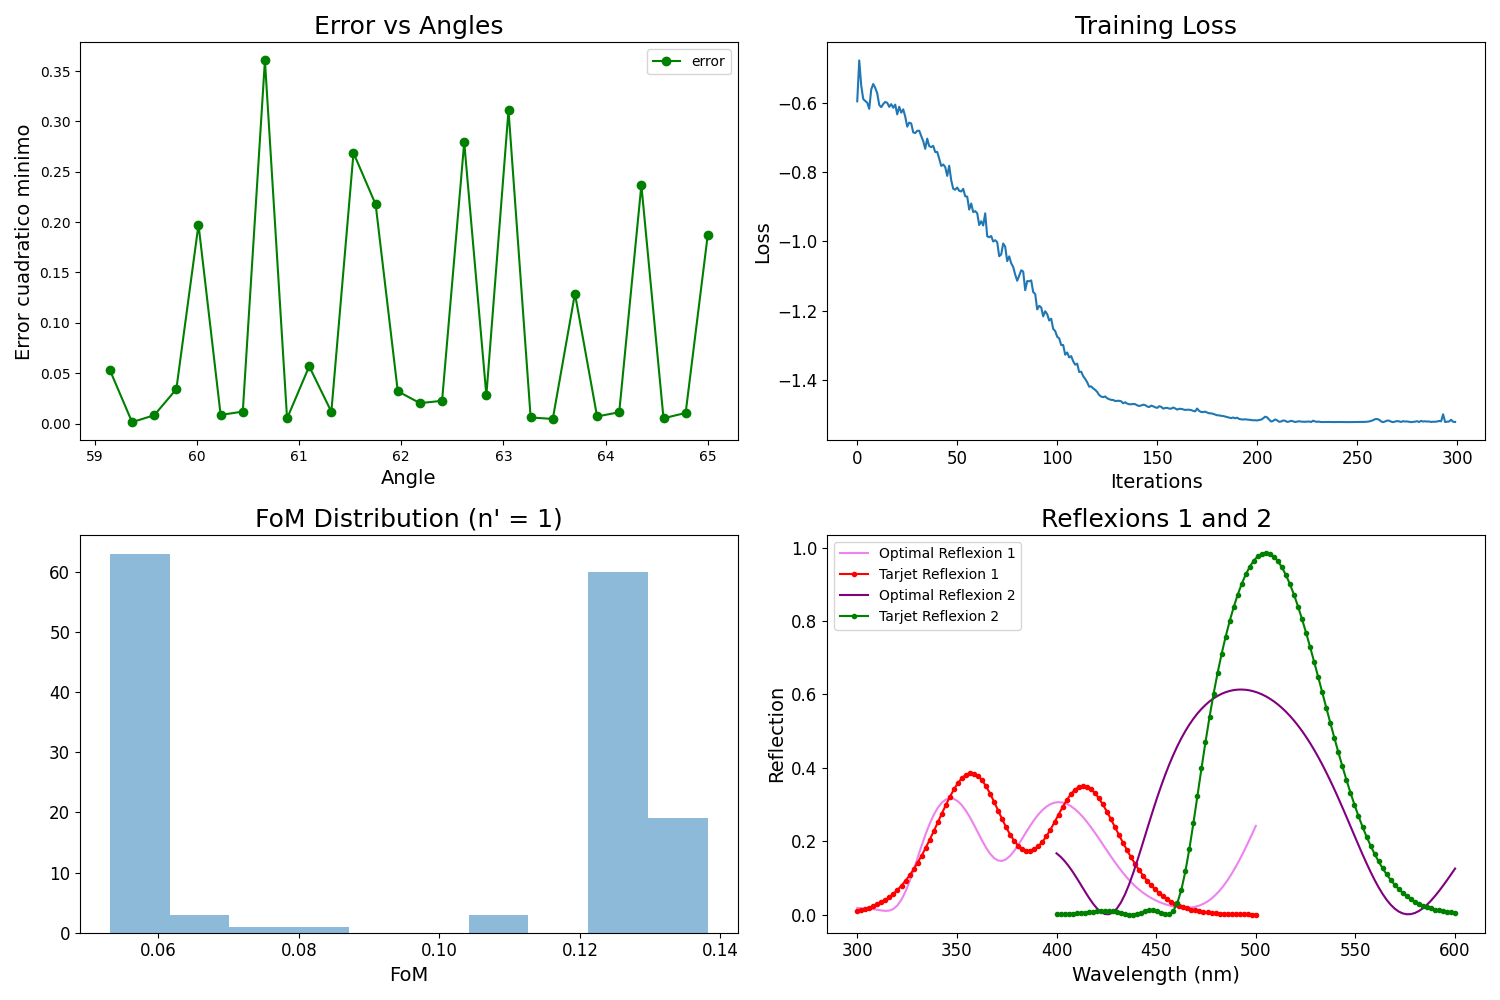 Error vs Angles
error
Error cuadratico minimo
0.35
0.30
0.25
0.20
0.15
0.10
0.05
0.00
59 60 61 62 63 64 65
Angle
Training Loss
Loss
−0.6
−0.8
−1.0
−1.2
−1.4
0 50 100 150 200 250 300
Iterations
FoM Distribution (n' = 1)
60
50
40
30
20
10
0
0.06 0.08 0.10 0.12 0.14
FoM
Reflexions 1 and 2
Optimal Reflexion 1
Tarjet Reflexion 1
Optimal Reflexion 2
Tarjet Reflexion 2
Reflection
1.0
0.8
0.6
0.4
0.2
0.0
300 350 400 450 500 550 600
Wavelength (nm)